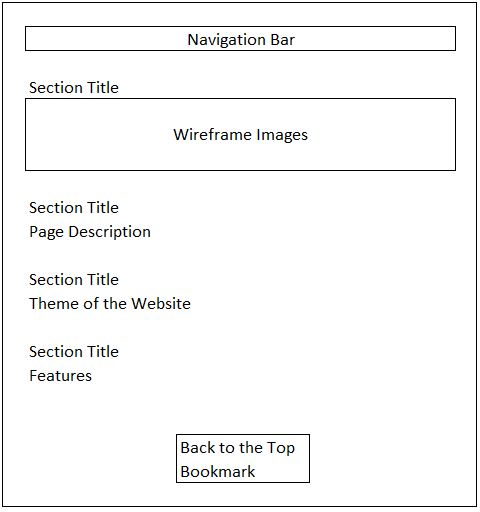 Navigation Bar
Section Title
Wireframe Images
Section Title
Page Description
Section Title
Theme of the Website
Section Title
Features
Back to the Top
Bookmark